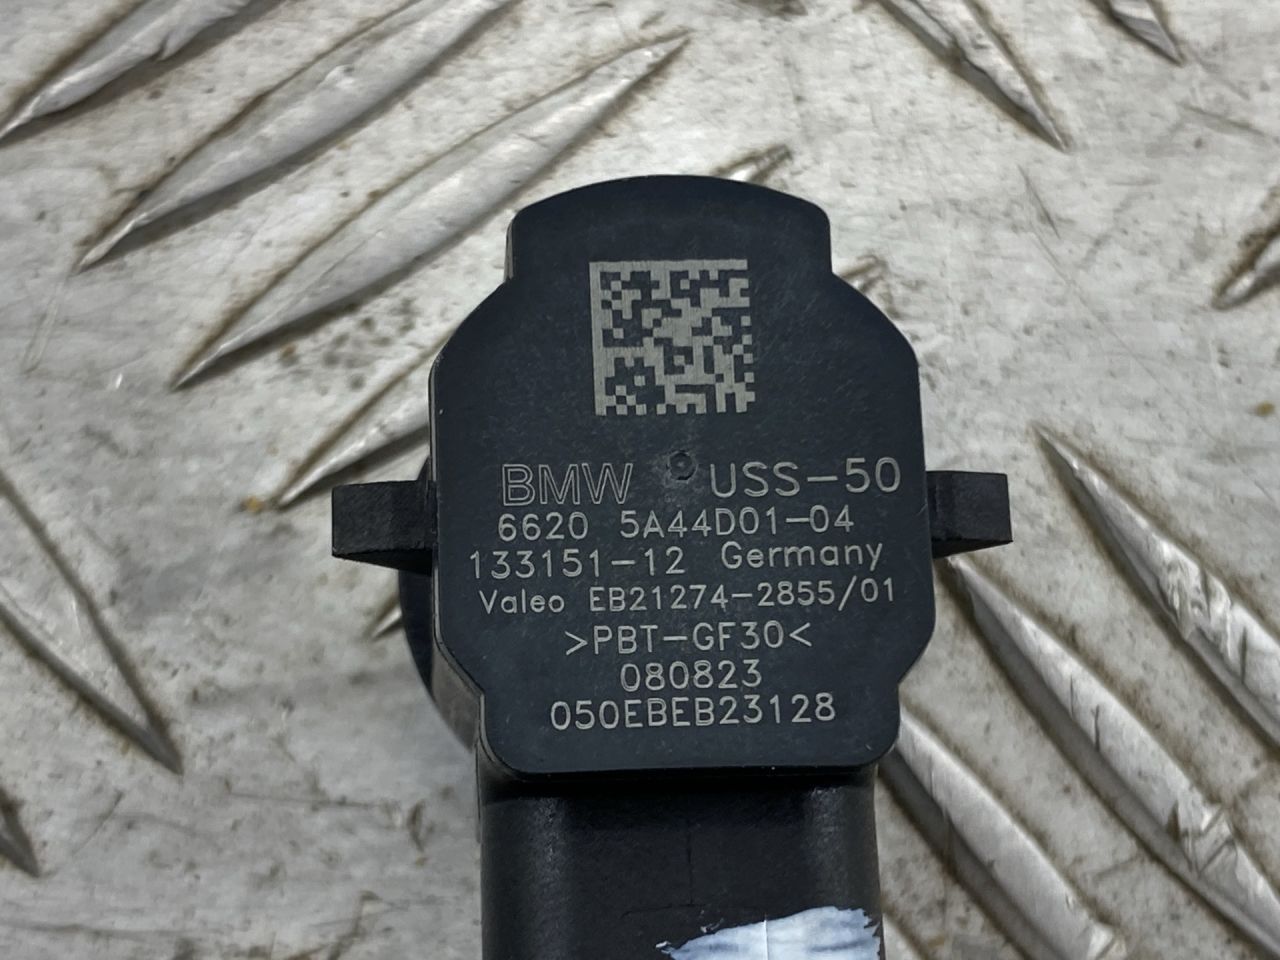 BMW USS-50
6620 5A44D01-04
133151-12 Germany
Valeo EB21274-2855/01
>PBT-GF30<
080823
050EBEB23128